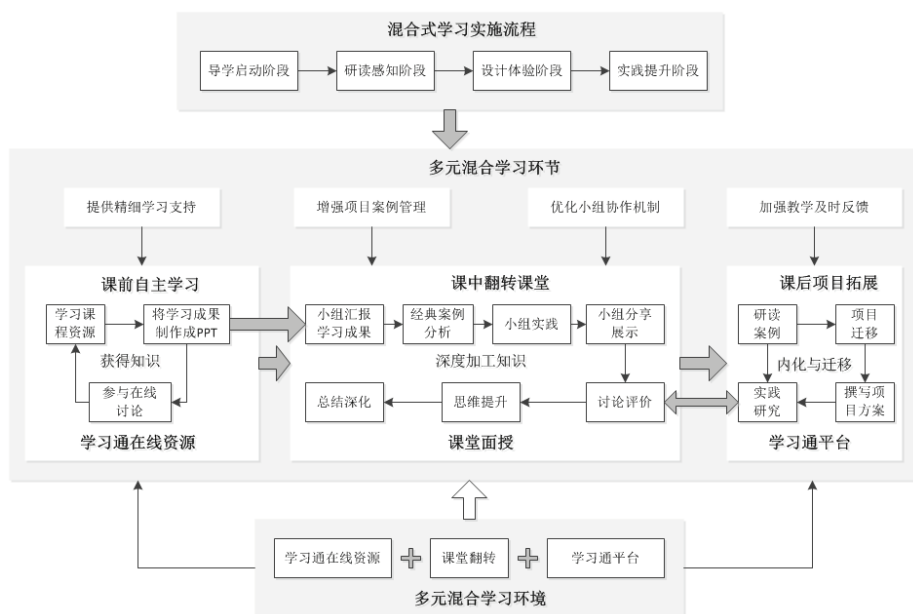 混合式学习实施流程
导学启动阶段
研读感知阶段
设计体验阶段
实践提升阶段
多元混合学习环节
提供精细学习支持
增强项目案例管理
优化小组协作机制
加强教学及时反馈
课前自主学习
学习课
程资源
将学习成果
制作成PPT
获得知识
参与在线
讨论
学习通在线资源
课中翻转课堂
小组汇报
学习成果
经典案例
分析
小组实践
小组分享
展示
深度加工知识
总结深化
思维提升
讨论评价
课堂面授
课后项目拓展
研读
案例
项目
迁移
内化与迁移
实践
研究
撰写项
目方案
学习通平台
学习通在线资源
课堂翻转
学习通平台
多元混合学习环境